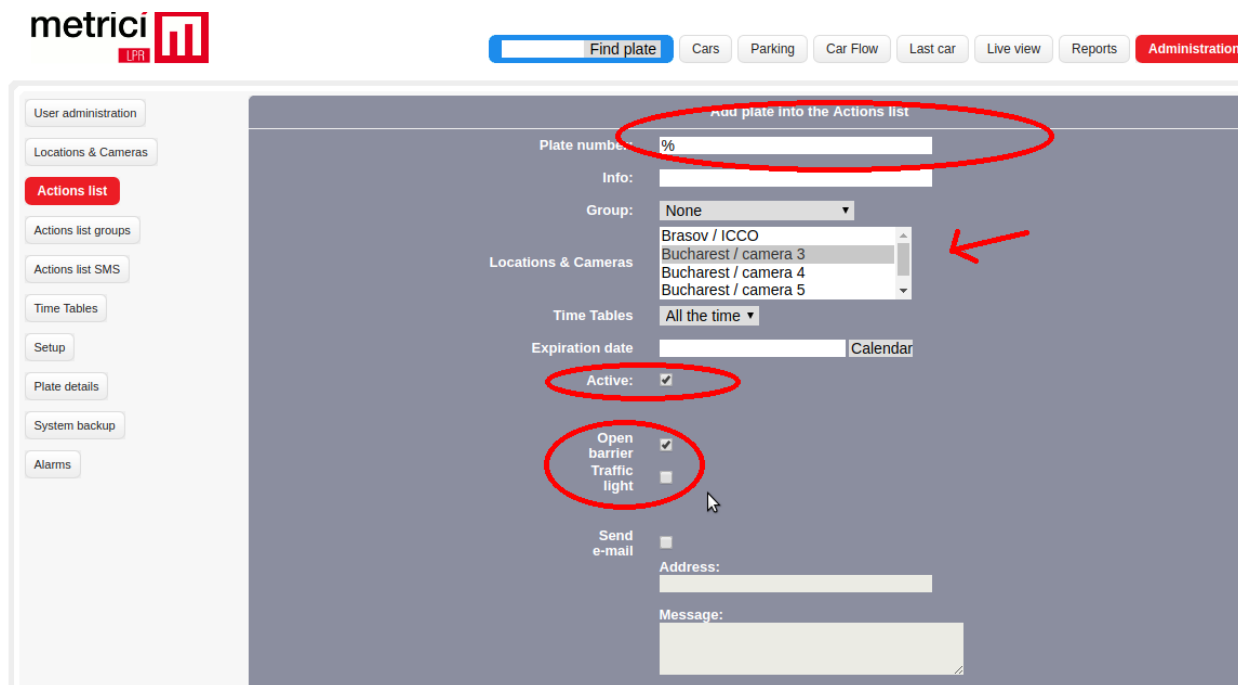 metrici
LPR
Find plate Cars Parking Car Flow Last car Live view Reports Administration
User administration
Locations & Cameras
Actions list
Actions list groups
Actions list SMS
Time Tables
Setup
Plate details
System backup
Alarms
Add plate into the Actions list
Plate number: %
Info:
Group: None
Locations & Cameras
Brasov / ICCO
Bucharest / camera 3
Bucharest / camera 4
Bucharest / camera 5
Time Tables All the time
Expiration date Calendar
Active:
Open
barrier
Traffic
light
Send
e-mail
Address:
Message: